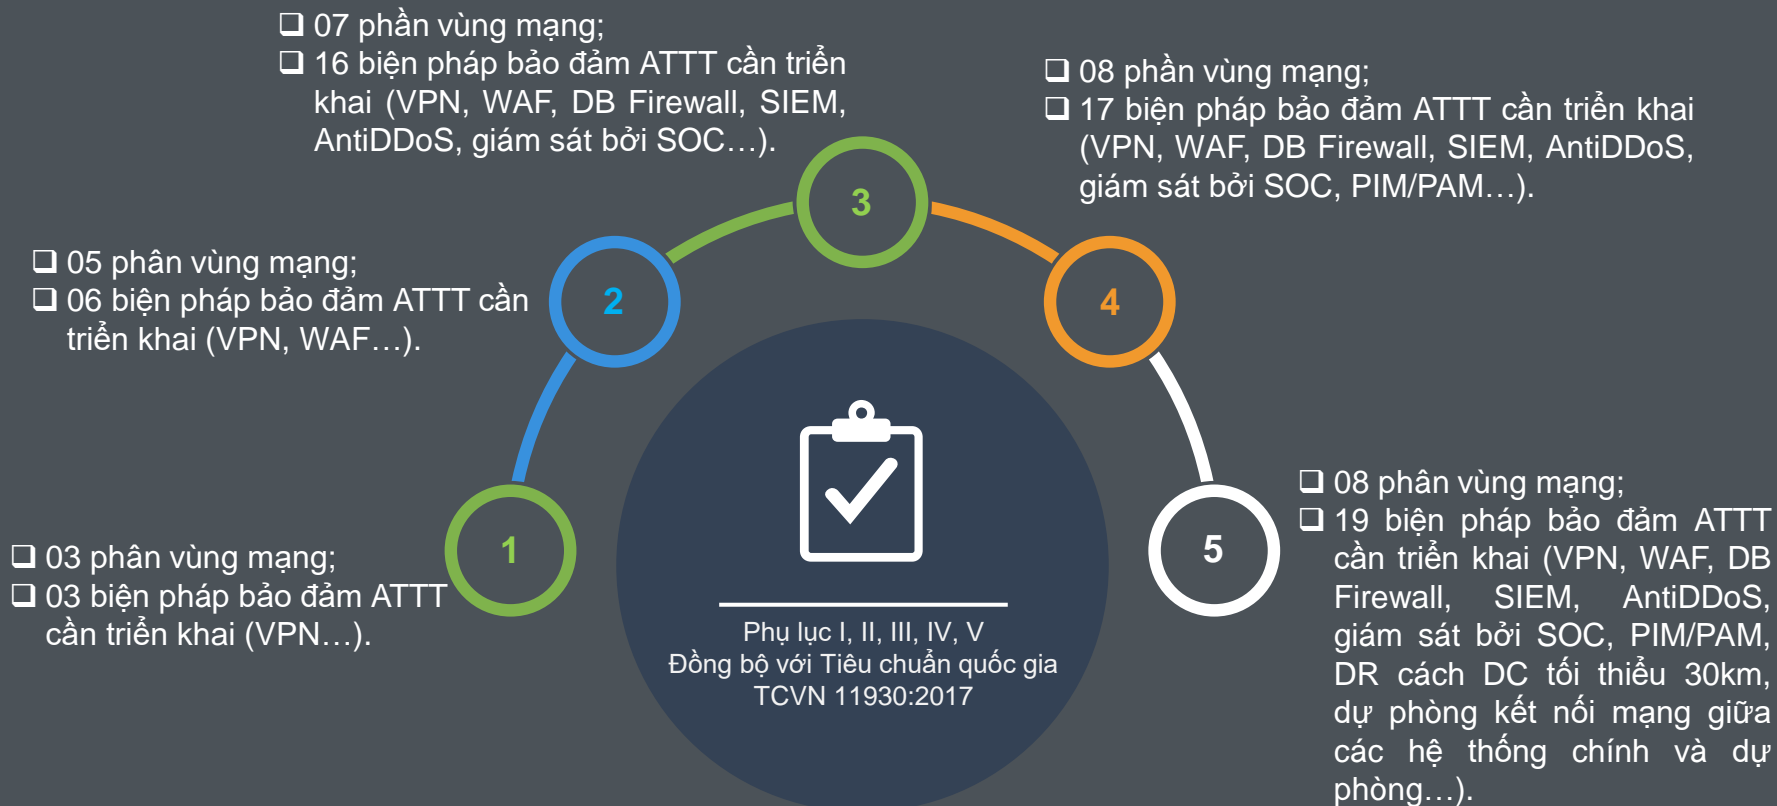 03 phân vùng mạng;
03 biện pháp bảo đảm ATTT
cần triển khai (VPN…).
1
05 phân vùng mạng;
06 biện pháp bảo đảm ATTT cần
triển khai (VPN, WAF…).
2
07 phần vùng mạng;
16 biện pháp bảo đảm ATTT cần triển
khai (VPN, WAF, DB Firewall, SIEM,
AntiDDoS, giám sát bởi SOC…).
3
08 phần vùng mạng;
17 biện pháp bảo đảm ATTT cần triển khai
(VPN, WAF, DB Firewall, SIEM, AntiDDoS,
giám sát bởi SOC, PIM/PAM…).
4
08 phân vùng mạng;
19 biện pháp bảo đảm ATTT
cần triển khai (VPN, WAF, DB
Firewall, SIEM, AntiDDoS,
giám sát bởi SOC, PIM/PAM,
DR cách DC tối thiểu 30km,
dự phòng kết nối mạng giữa
các hệ thống chính và dự
phòng…).
5
Phụ lục I, II, III, IV, V
Đồng bộ với Tiêu chuẩn quốc gia
TCVN 11930:2017